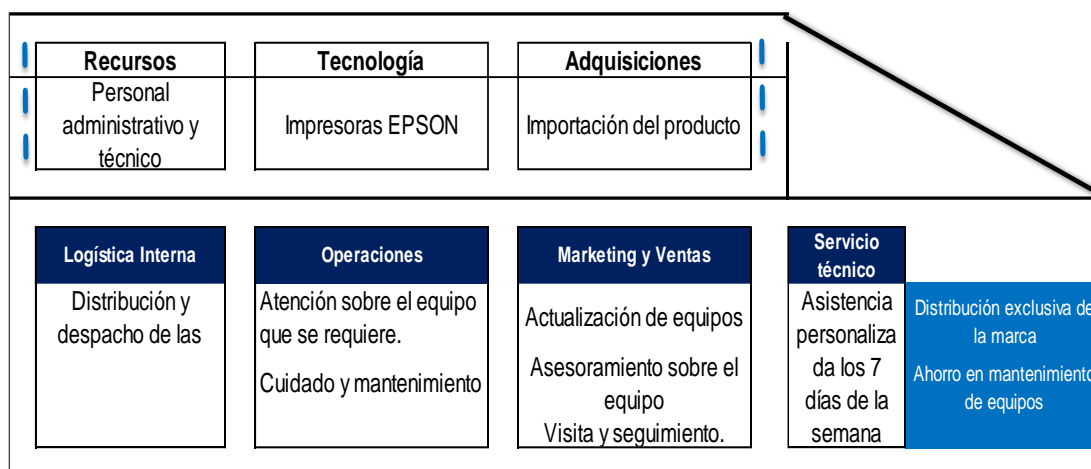 Recursos
Personal
administrativo y
técnico
Tecnología
Impresoras EPSON
Adquisiciones
Importación del producto
Logística Interna
Distribución y
despacho de las
Operaciones
Atención sobre el equipo
que se requiere.
Cuidado y mantenimiento
Marketing y Ventas
Actualización de equipos
Asesoramiento sobre el
equipo
Visita y seguimiento.
Servicio
técnico
Asistencia
personaliza
da los 7
días de la
semana
Distribución exclusiva de
la marca
Ahorro en mantenimiento
de equipos